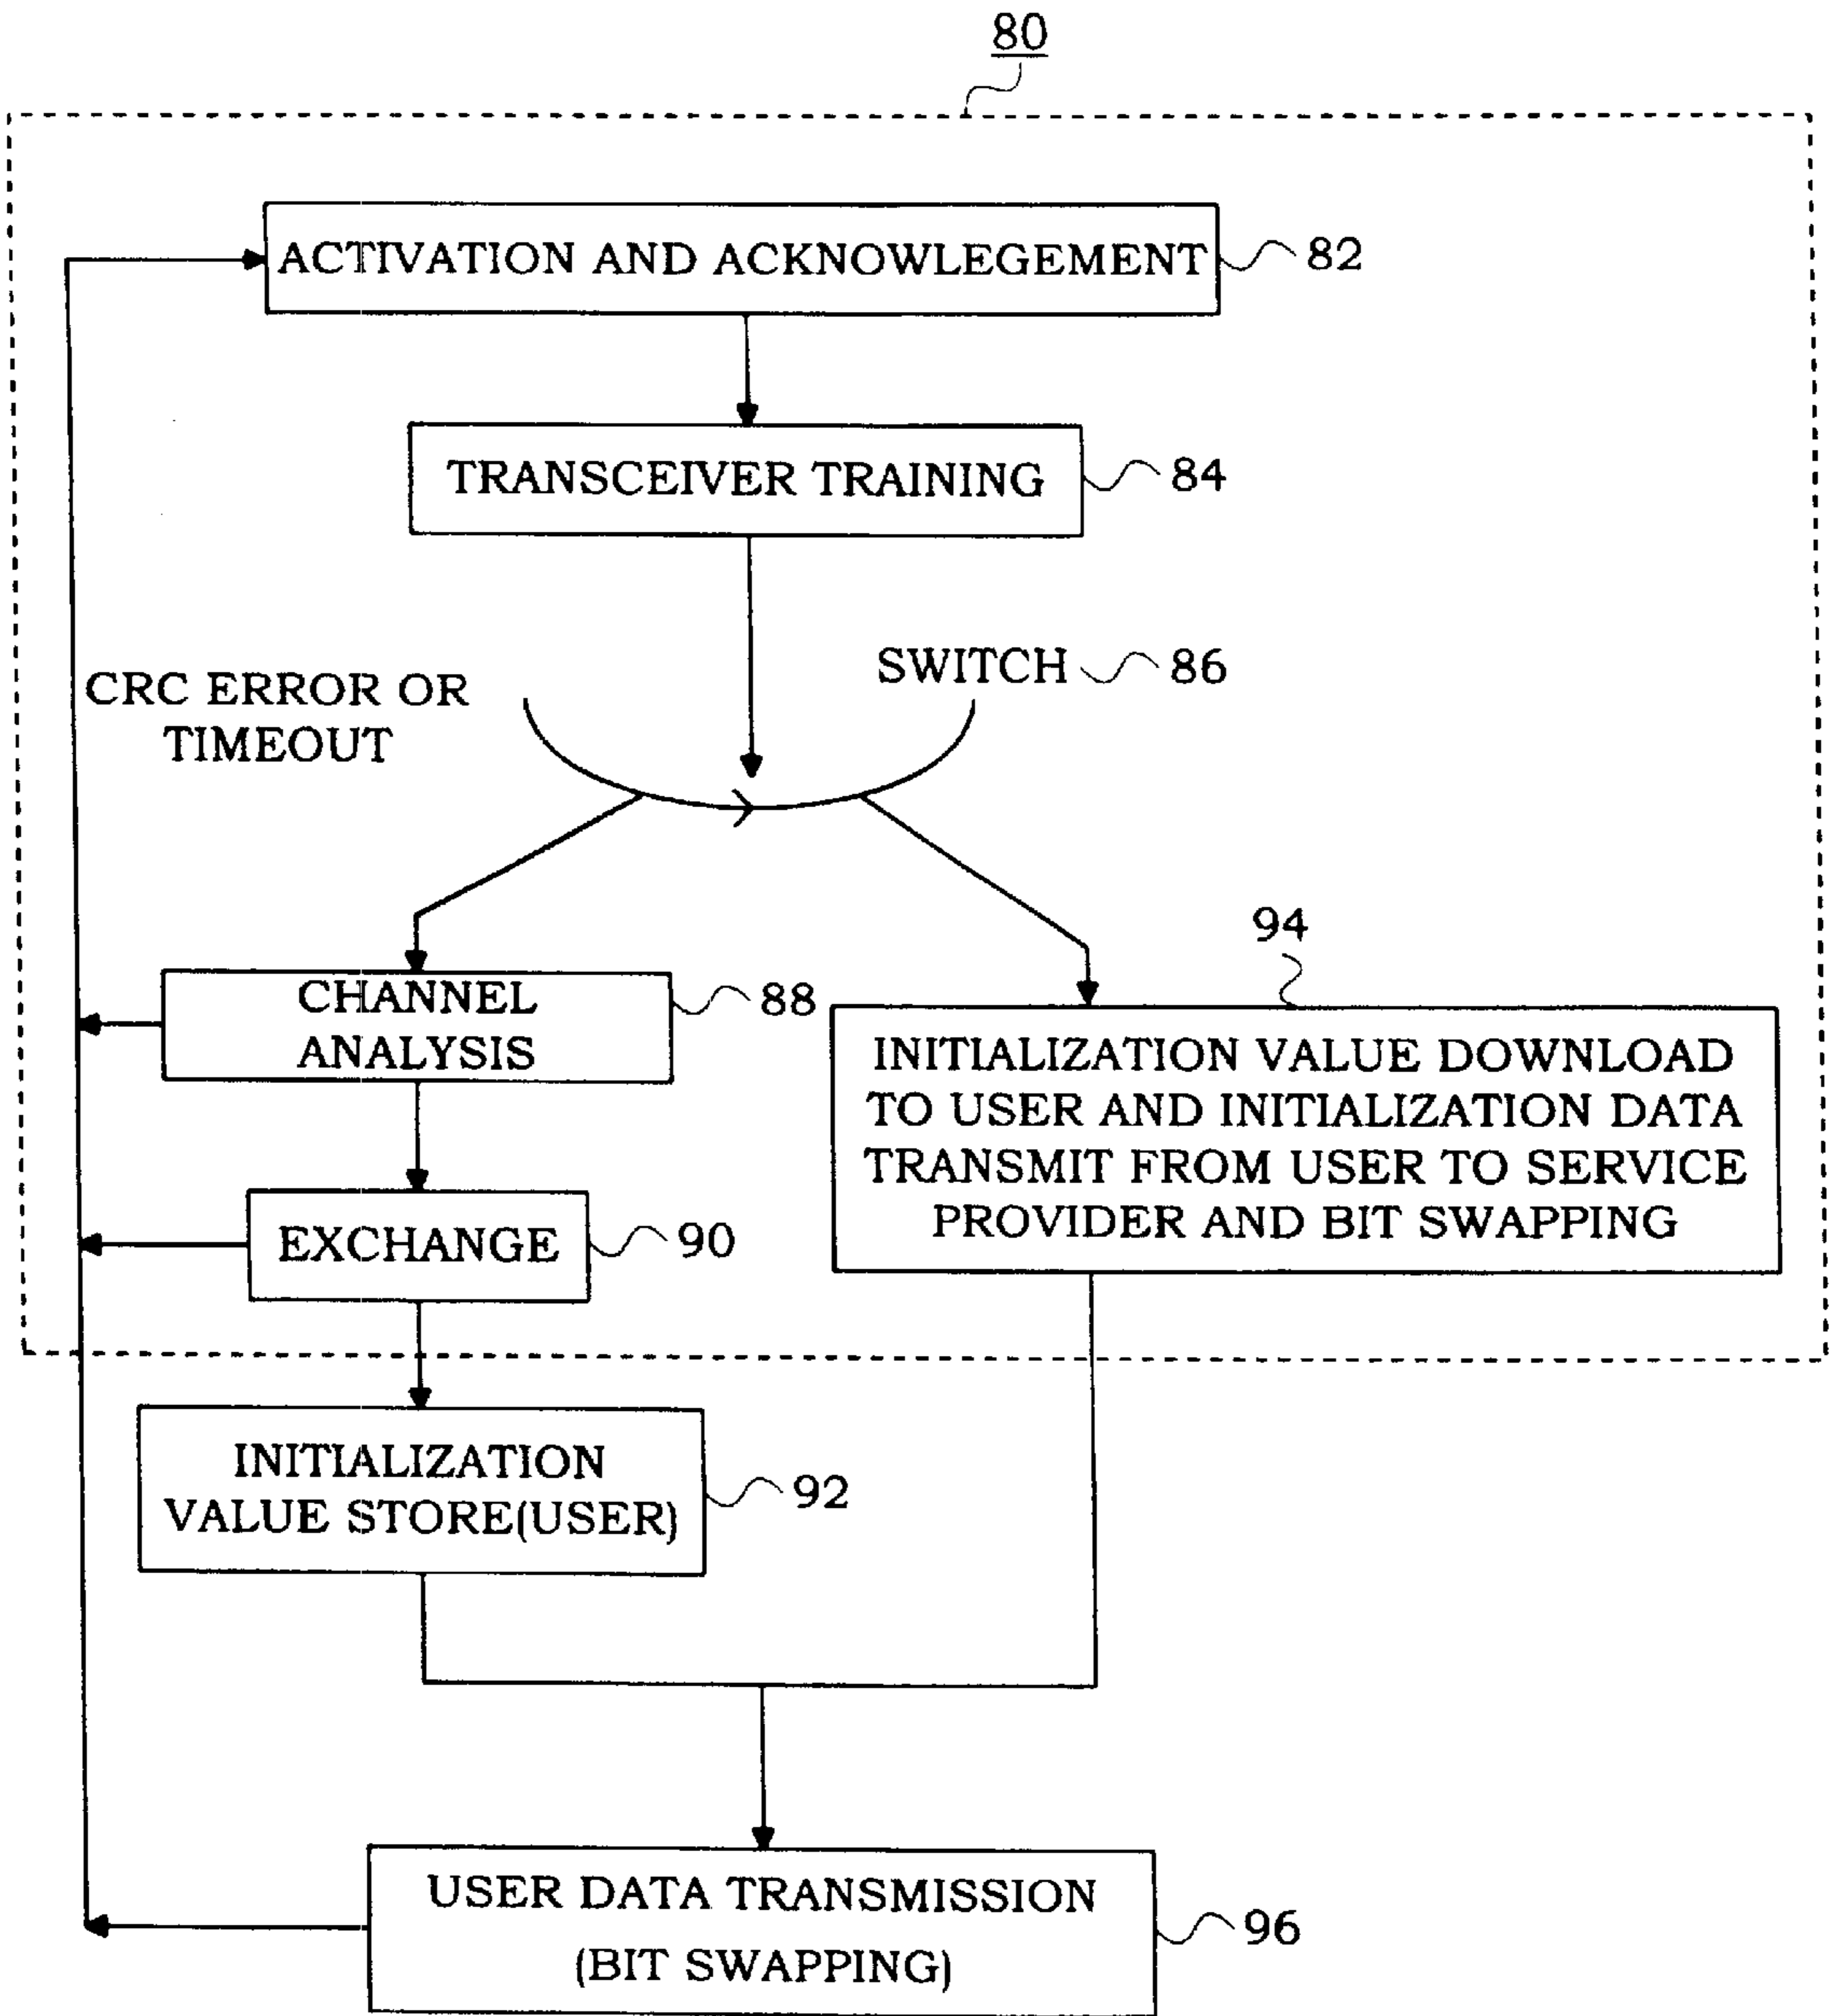 80
ACTIVATION AND ACKNOWLEGEMENT
82
TRANSCEIVER TRAINING
84
SWITCH
86
CRC ERROR OR
TIMEOUT
94
CHANNEL
ANALYSIS
88
INITIALIZATION VALUE DOWNLOAD
TO USER AND INITIALIZATION DATA
TRANSMIT FROM USER TO SERVICE
PROVIDER AND BIT SWAPPING
EXCHANGE
90
INITIALIZATION
VALUE STORE(USER)
92
USER DATA TRANSMISSION
(BIT SWAPPING)
96